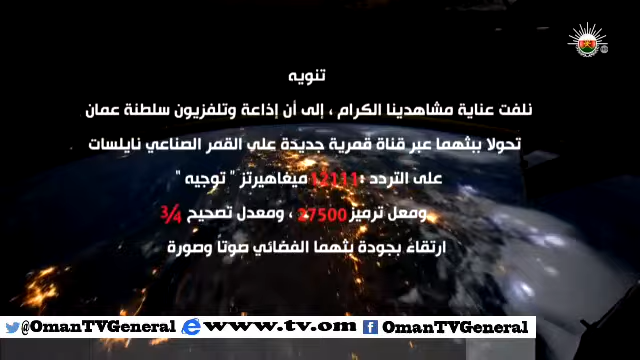 تنويه
نلفت عناية مشاهدينا الكرام ، إلى أن إذاعة وتلفزيون سلطنة عمان
تحولا ببثهما عبر قناة قمرية جديدة علي القمر الصناعي نايلسات
على التردد :12111 ميغاهيرتز " توجيه "
ومعل ترميز 27500 ، ومعدل تصحيح ¾
ارتقاءً بجودة بثهما الفضائي صوتاً وصورة
@OmanTVGeneral www.tv.om OmanTVGeneral